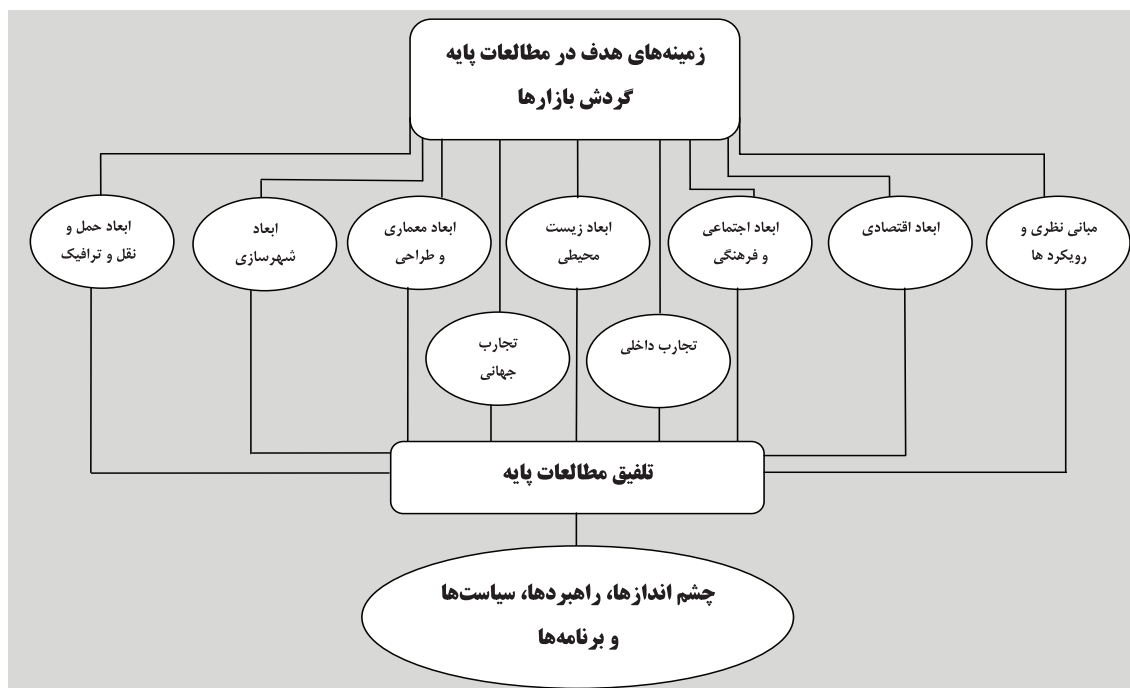 زمینه‌های هدف در مطالعات پایه
گردش بازارها
مبانی نظری و
رویکرد ها
ابعاد اقتصادی
ابعاد اجتماعی
و فرهنگی
ابعاد زیست
محیطی
ابعاد معماری
و طراحی
ابعاد
شهرسازی
ابعاد حمل و
نقل و ترافیک
تجارب داخلی
تجارب
جهانی
تلفیق مطالعات پایه
چشم اندازها، راهبردها، سیاست‌ها
و برنامه‌ها